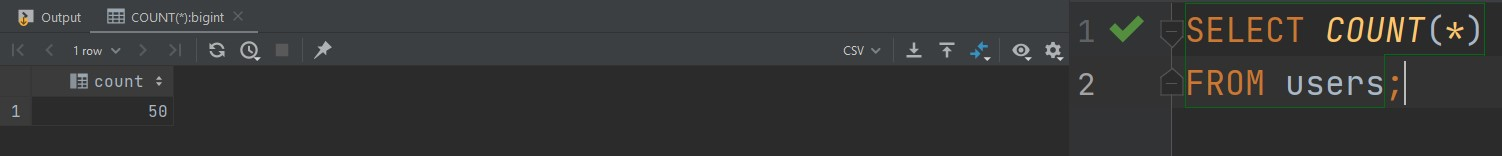 Output
COUNT(*):bigint
1 row
CSV
count
1
50
1 SELECT COUNT(*)
2 FROM users;